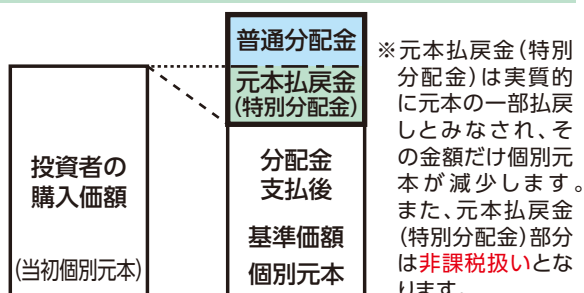 普通分配金
元本払戻金
(特別分配金)
分配金
支払後
基準価額
個別元本
投資者の
購入価額
(当初個別元本)
※元本払戻金(特別
分配金)は実質的
に元本の一部払戻
しとみなされ、そ
の金額だけ個別元
本が減少します。
また、元本払戻金
(特別分配金)部分
は非課税扱いとな
ります。